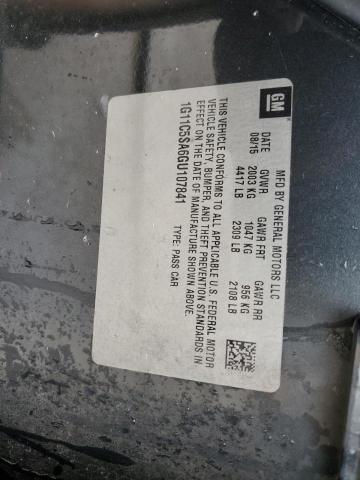 GM
MFD BY GENERAL MOTORS LLC
DATE GVWR GAWR FRT GAWR RR
08/15 2003 KG 1047 KG 956 KG
4417 LB 2309 LB 2108 LB
THIS VEHICLE CONFORMS TO ALL APPLICABLE U.S. FEDERAL MOTOR
VEHICLE SAFETY, BUMPER, AND THEFT PREVENTION STANDARDS IN
EFFECT ON THE DATE OF MANUFACTURE SHOWN ABOVE.
1G11C5SA6GU107841 TYPE: PASS CAR